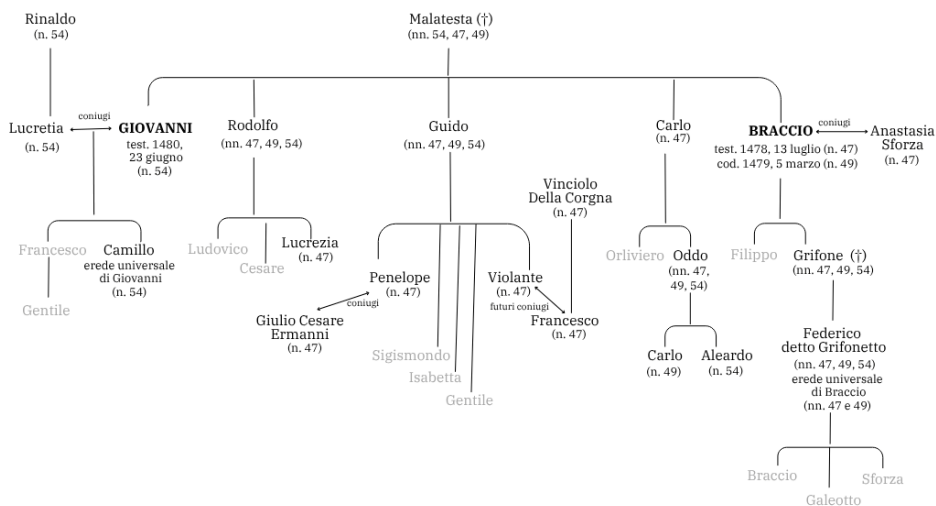 Rinaldo
(n. 54)
Malatesta (†)
(nn. 54, 47, 49)
Lucretia
(n. 54)
coniugi
GIOVANNI
test. 1480,
23 giugno
(n. 54)
Rodolfo
(nn. 47, 49, 54)
Guido
(nn. 47, 49, 54)
Carlo
(n. 47)
BRACCIO
test. 1478, 13 luglio (n. 47)
cod. 1479, 5 marzo (n. 49)
coniugi
Anastasia
Sforza
(n. 47)
Vinciolo
Della Corgna
(n. 47)
Francesco
Camillo
erede universale
di Giovanni
(n. 54)
Gentile
Ludovico
Cesare
Lucrezia
(n. 47)
Penelope
(n. 47)
coniugi
Giulio Cesare
Ermanni
(n. 47)
Violante
(n. 47)
futuri coniugi
Francesco
(n. 47)
Sigismondo
Isabetta
Gentile
Orliviero
Oddo
(nn. 47,
49, 54)
Carlo
(n. 49)
Aleardo
(n. 54)
Filippo
Grifone (†)
(nn. 47, 49, 54)
Federico
detto Grifonetto
(nn. 47, 49, 54)
erede universale
di Braccio
(nn. 47 e 49)
Braccio
Galeotto
Sforza